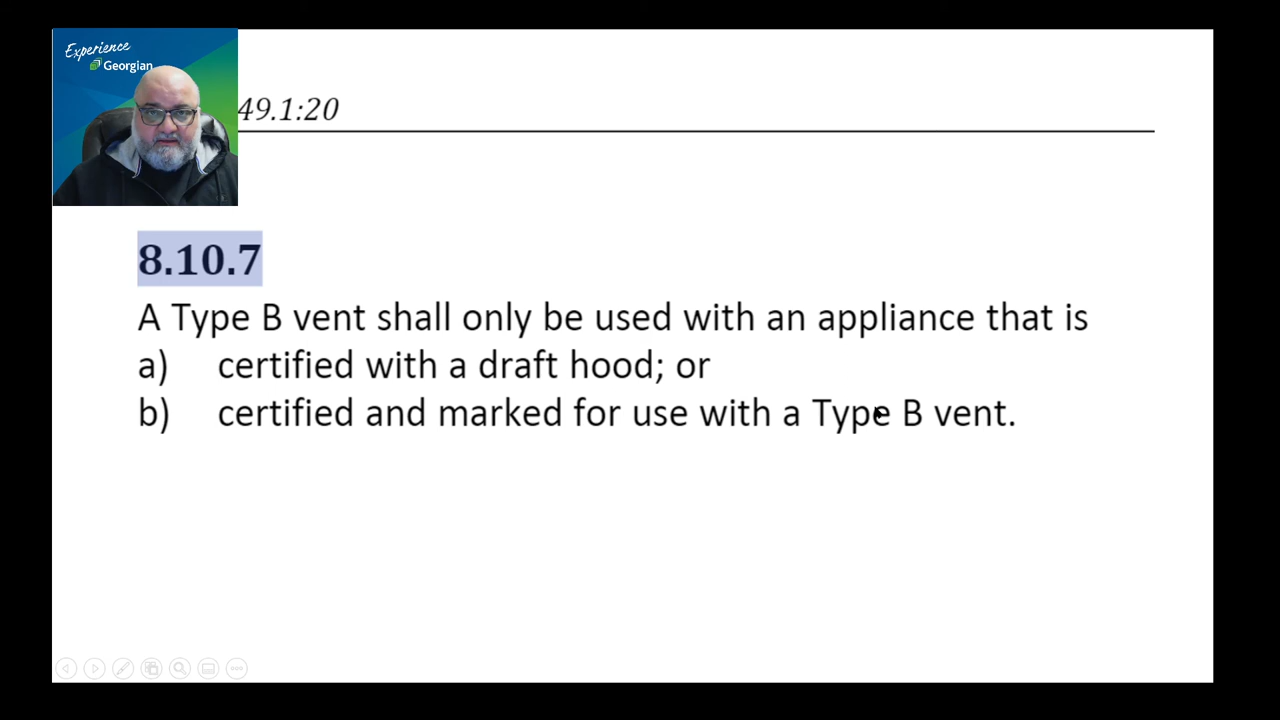 Experience
Georgian
49.1:20
8.10.7
A Type B vent shall only be used with an appliance that is
a) certified with a draft hood; or
b) certified and marked for use with a Type B vent.